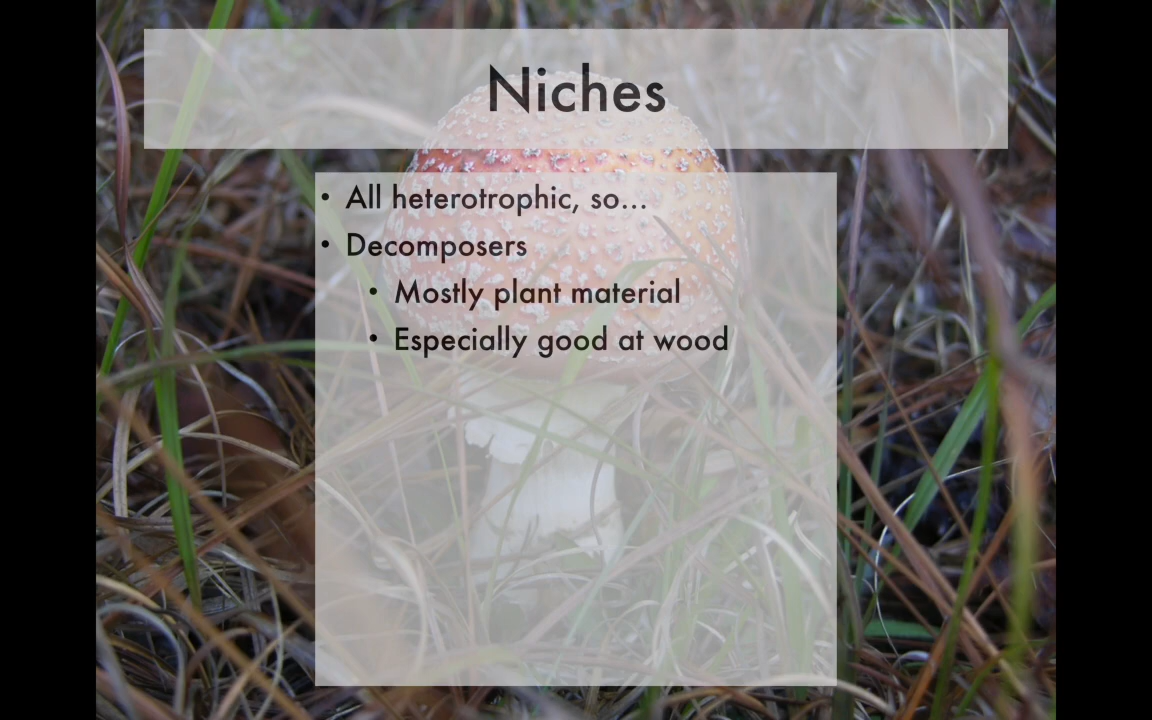 Niches
• All heterotrophic, so...
• Decomposers
• Mostly plant material
• Especially good at wood